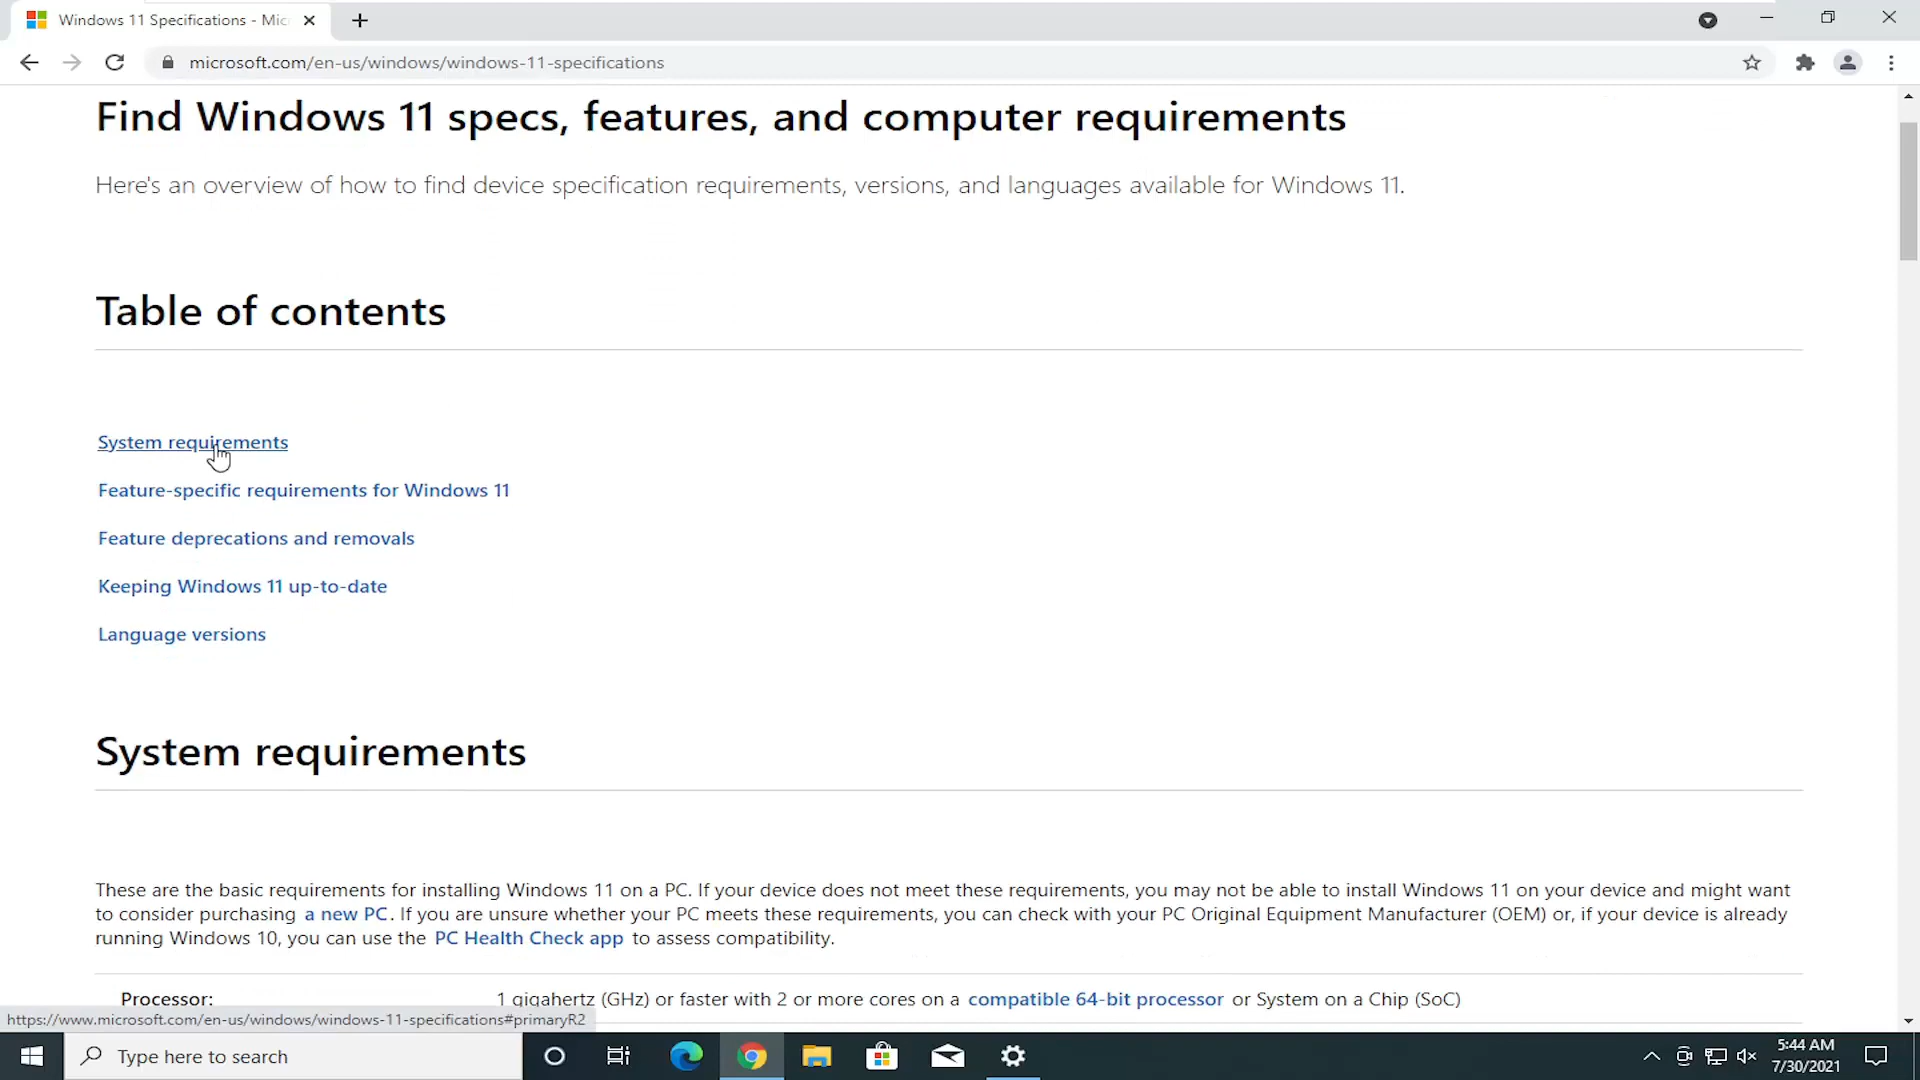 Windows 11 Specifications - Mic
microsoft.com/en-us/windows/windows-11-specifications
Find Windows 11 specs, features, and computer requirements
Here's an overview of how to find device specification requirements, versions, and languages available for Windows 11.
Table of contents
System requirements
Feature-specific requirements for Windows 11
Feature deprecations and removals
Keeping Windows 11 up-to-date
Language versions
System requirements
These are the basic requirements for installing Windows 11 on a PC. If your device does not meet these requirements, you may not be able to install Windows 11 on your device and might want
to consider purchasing a new PC. If you are unsure whether your PC meets these requirements, you can check with your PC Original Equipment Manufacturer (OEM) or, if your device is already
running Windows 10, you can use the PC Health Check app to assess compatibility.
Processor: 1 gigahertz (GHz) or faster with 2 or more cores on a compatible 64-bit processor or System on a Chip (SoC)
https://www.microsoft.com/en-us/windows/windows-11-specifications#primaryR2
Type here to search
5:44 AM
7/30/2021